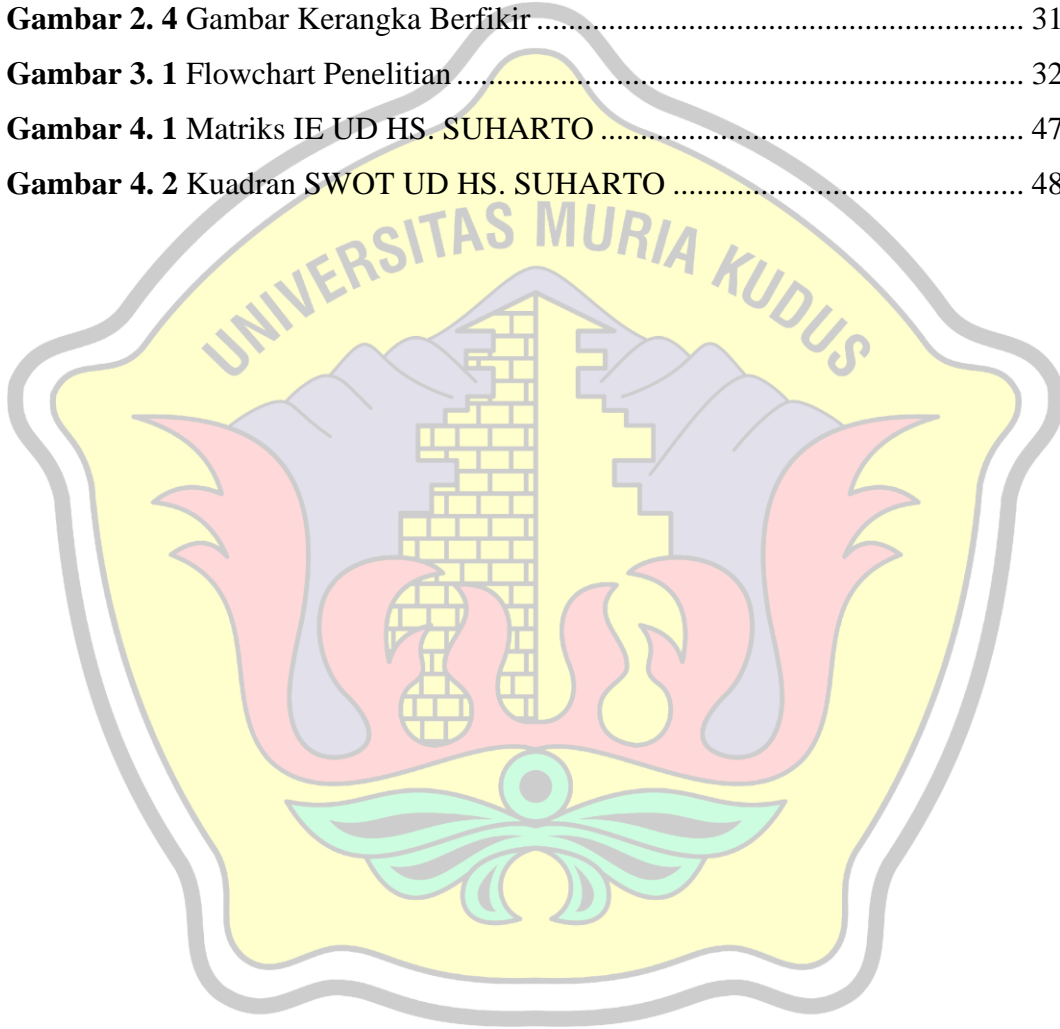 Gambar 2. 4 Gambar Kerangka Berfikir ........................................................................ 31
Gambar 3. 1 Flowchart Penelitian ................................................................................ 32
Gambar 4. 1 Matriks IE UD HS. SUHARTO ............................................................. 47
Gambar 4. 2 Kuadran SWOT UD HS. SUHARTO .................................................... 48
UNIVERSITAS MURIA KUDUS